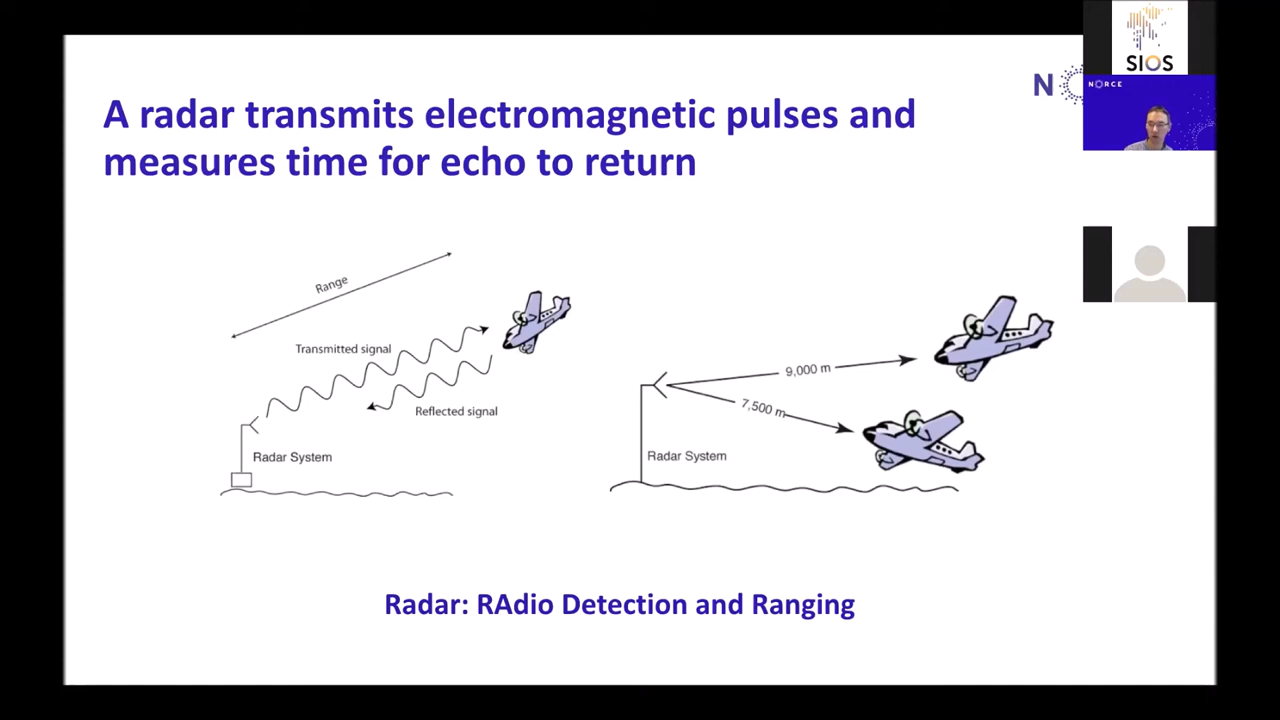 A radar transmits electromagnetic pulses and
measures time for echo to return
N
SIOS
NORCE
Range
Transmitted signal
Reflected signal
Radar System
9,000 m
7,500 m
Radar System
Radar: RAdio Detection and Ranging